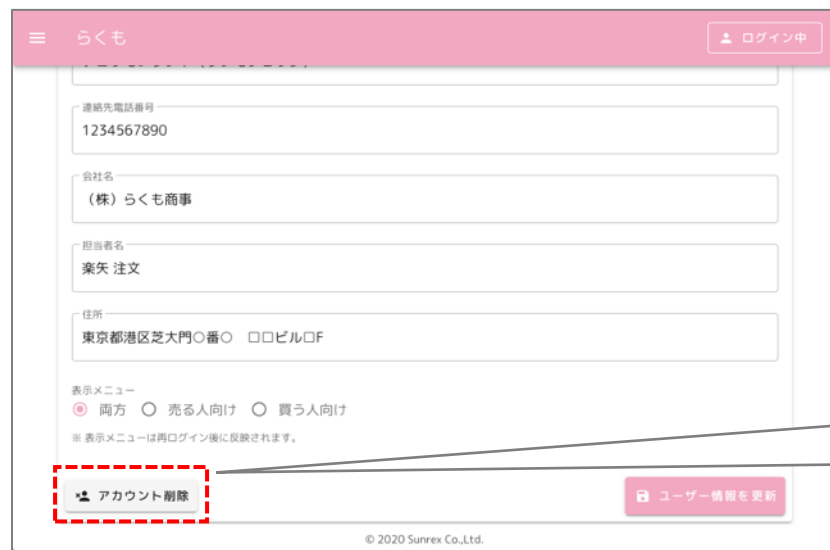 らくも
ログイン中
連絡先電話番号
1234567890
会社名
（株）らくも商事
担当者名
楽矢 注文
住所
東京都港区芝大門○番○　□□ビル□F
表示メニュー
両方 売る人向け 買う人向け
※ 表示メニューは再ログイン後に反映されます。
アカウント削除
ユーザー情報を更新
© 2020 Sunrex Co.,Ltd.